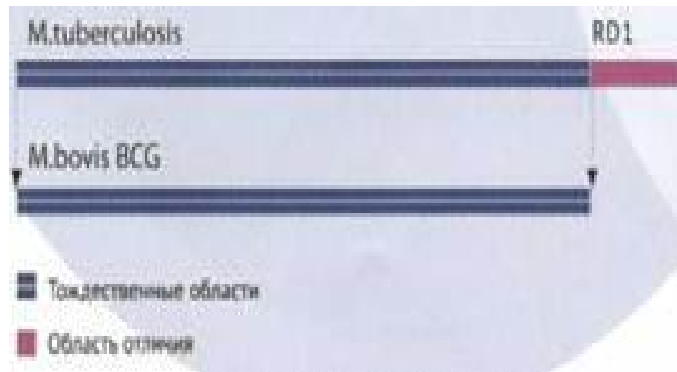 M.tuberculosis RD1
M.bovis BCG
Тождественные области
Область отличия